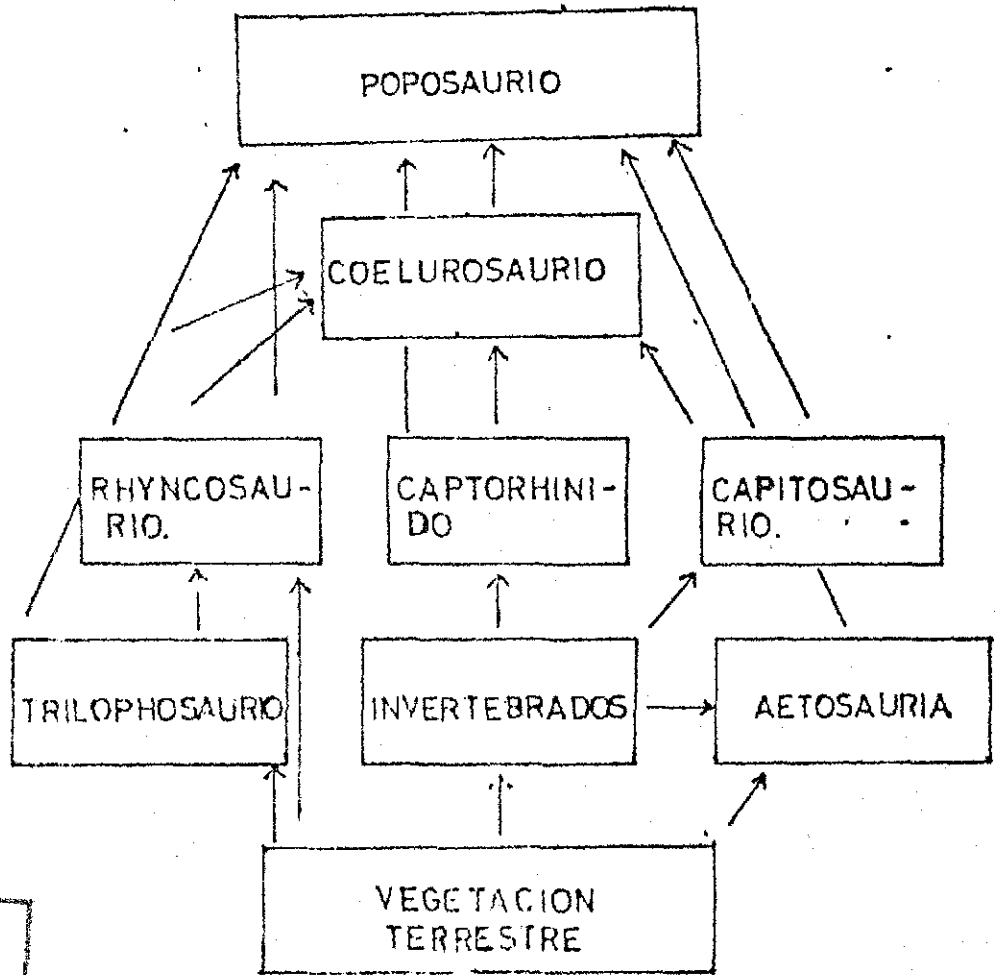 POPOSAURIO
COELUROSAURIO
RHYNCOSAU-
RIO.
CAPTORHINI-
DO
CAPITOSAU-
RIO.
TRILOPHOSAURIO
INVERTEBRADOS
AETOSAURIA
VEGETACION
TERRESTRE